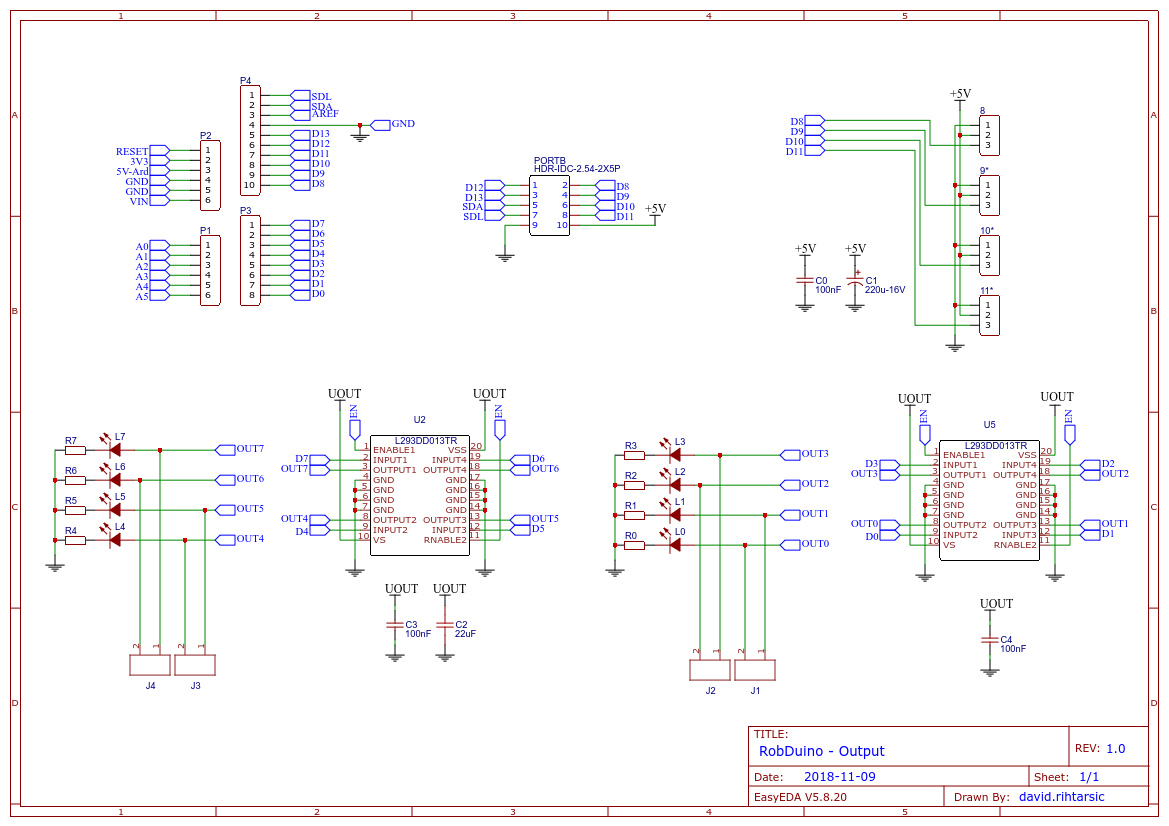 1 2 3 4 5
A A
B B
C C
D D
P4
1 SDL
2 SDA
3 AREF
4 GND
5 D13
6 D12
7 D11
8 D10
9 D9
10 D8
P2
RESET 1
3V3 2
5V-Ard 3
GND 4
GND 5
VIN 6
P3
1 D7
2 D6
3 D5
4 D4
5 D3
6 D2
7 D1
8 D0
P1
A0 1
A1 2
A2 3
A3 4
A4 5
A5 6
PORTB
HDR-IDC-2.54-2X5P
D12 1 2 D8
D13 3 4 D9
SDA 5 6 D10
SDL 7 8 D11
9 10 +5V
+5V
D8
D9
D10
D11
8
1
2
3
9*
1
2
3
10*
1
2
3
11*
1
2
3
+5V +5V
C0
100nF
+
C1
220u-16V
R7 L7 OUT7
R6 L6 OUT6
R5 L5 OUT5
R4 L4 OUT4
2 1 2 1
J4 J3
UOUT UOUT
EN EN
U2
L293DD013TR
1 ENABLE1 VSS 20
D7 2 INPUT1 INPUT4 19 D6
OUT7 3 OUTPUT1 OUTPUT4 18 OUT6
4 GND GND 17
5 GND GND 16
6 GND GND 15
7 GND GND 14
OUT4 8 OUTPUT2 OUTPUT3 13 OUT5
D4 9 INPUT2 INPUT3 12 D5
10 VS RNABLE2 11
UOUT UOUT
C3
100nF
C2
22uF
R3 L3 OUT3
R2 L2 OUT2
R1 L1 OUT1
R0 L0 OUT0
2 1 2 1
J2 J1
UOUT UOUT
EN EN
U5
L293DD013TR
1 ENABLE1 VSS 20
D3 2 INPUT1 INPUT4 19 D2
OUT3 3 OUTPUT1 OUTPUT4 18 OUT2
4 GND GND 17
5 GND GND 16
6 GND GND 15
7 GND GND 14
OUT0 8 OUTPUT2 OUTPUT3 13 OUT1
D0 9 INPUT2 INPUT3 12 D1
10 VS RNABLE2 11
UOUT
C4
100nF
TITLE:
RobDuino - Output
REV: 1.0
Date: 2018-11-09
Sheet: 1/1
EasyEDA V5.8.20
Drawn By: david.rihtarsic
1 2 3 4 5